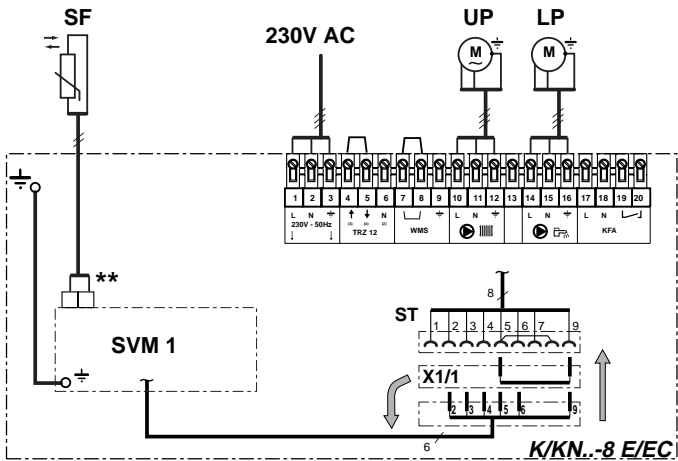 SF
230V AC
UP
LP
M
~
M
1 2 3 4 5 6 7 8 9 10 11 12 13 14 15 16 17 18 19 20
L N
230V - 50Hz
N
TRZ 12
WMS
L N
L N
L N
KFA
**
SVM 1
8
ST
1 2 3 4 5 6 7 9
X1/1
2 3 4 5 6 9
6
K/KN..-8 E/EC